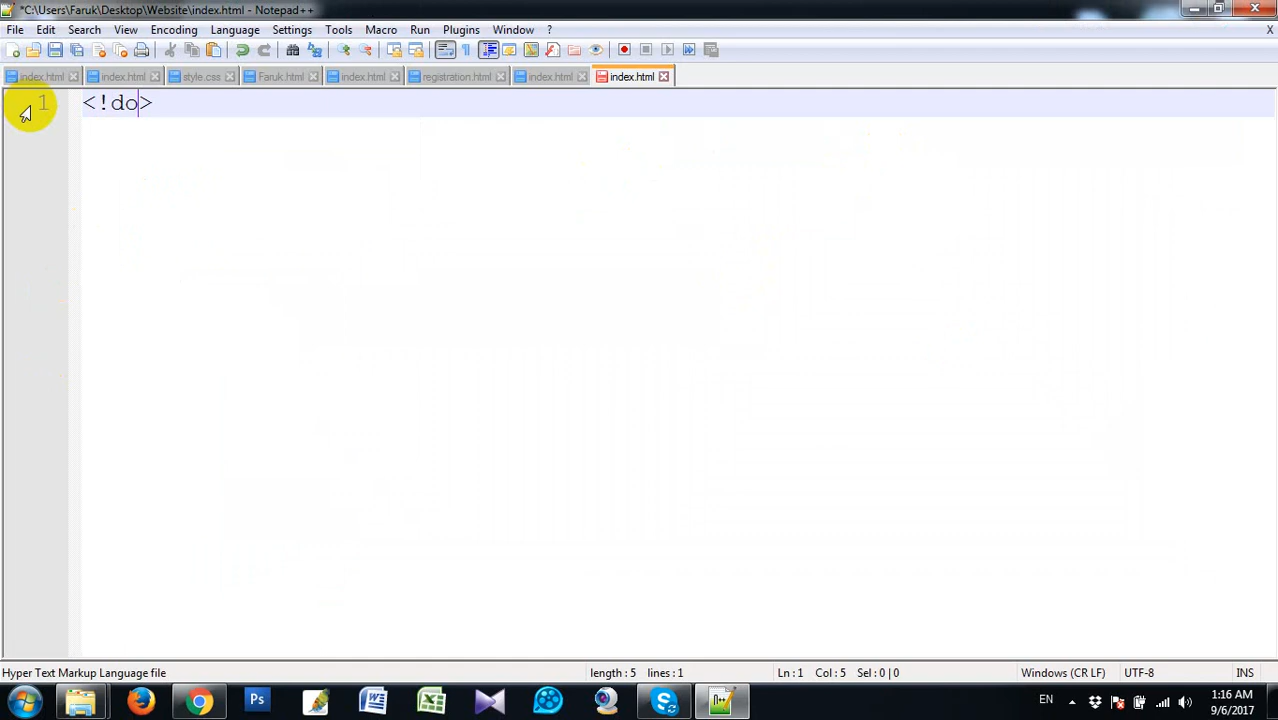 *C:\Users\Faruk\Desktop\Website\index.html - Notepad++
File Edit Search View Encoding Language Settings Tools Macro Run Plugins Window ? X
index.html index.html style.css Faruk.html index.html registration.html index.html index.html
1 <!do>
Hyper Text Markup Language file length : 5 lines : 1 Ln : 1 Col : 5 Sel : 0 | 0 Windows (CR LF) UTF-8 INS
Ps EN 1:16 AM
9/6/2017